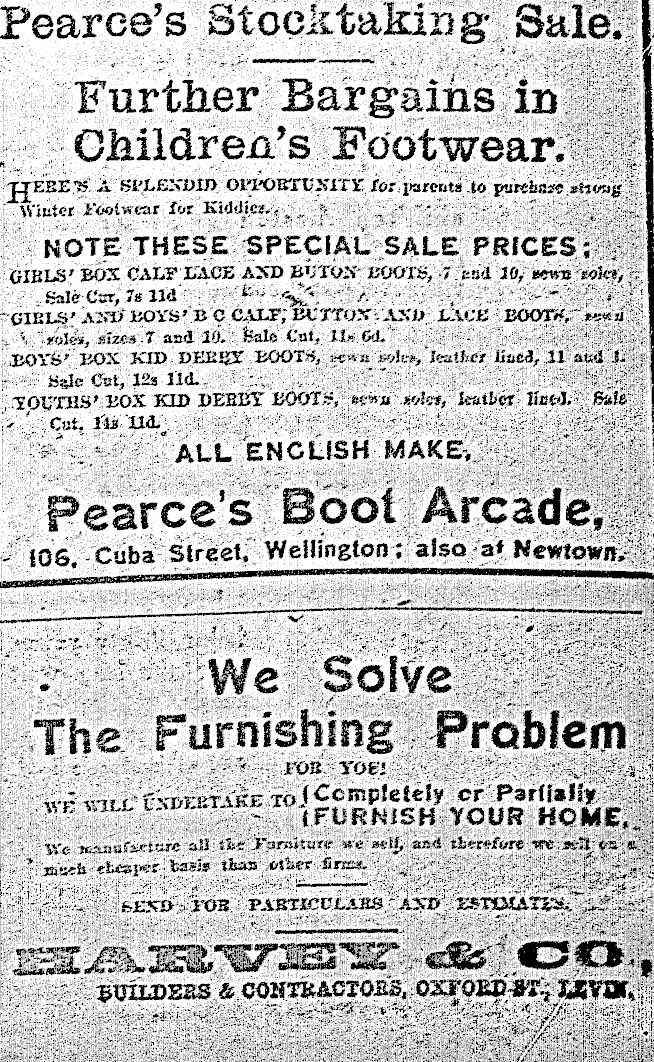 Pearce's Stocktaking Sale.
Further Bargains in
Children's Footwear.
HERE'S A SPLENDID OPPORTUNITY for parents to purchase strong
Winter Footwear for Kiddies.
NOTE THESE SPECIAL SALE PRICES:
GIRLS' BOX CALF LACE AND BUTON BOOTS, 7 and 10, sewn soles,
Sale Cut, 7s 11d
GIRLS' AND BOYS' B C CALF, BUTTON AND LACE BOOTS, sewn
soles, sizes 7 and 10. Sale Cut, 11s 6d.
BOYS' BOX KID DERBY BOOTS, sewn soles, leather lined, 11 and 1.
Sale Cut, 12s 11d.
YOUTHS' BOX KID DERBY BOOTS, sewn soles, leather lined. Sale
Cut, 14s 11d.
ALL ENGLISH MAKE.
Pearce's Boot Arcade,
106, Cuba Street, Wellington; also at Newtown.
We Solve
The Furnishing Problem
FOR YOU!
WE WILL UNDERTAKE TO { Completely or Partially
{ FURNISH YOUR HOME.
We manufacture all the Furniture we sell, and therefore we sell on a
much cheaper basis than other firms.
SEND FOR PARTICULARS AND ESTIMATES.
HARVEY & CO.,
BUILDERS & CONTRACTORS, OXFORD ST., LEVIN.